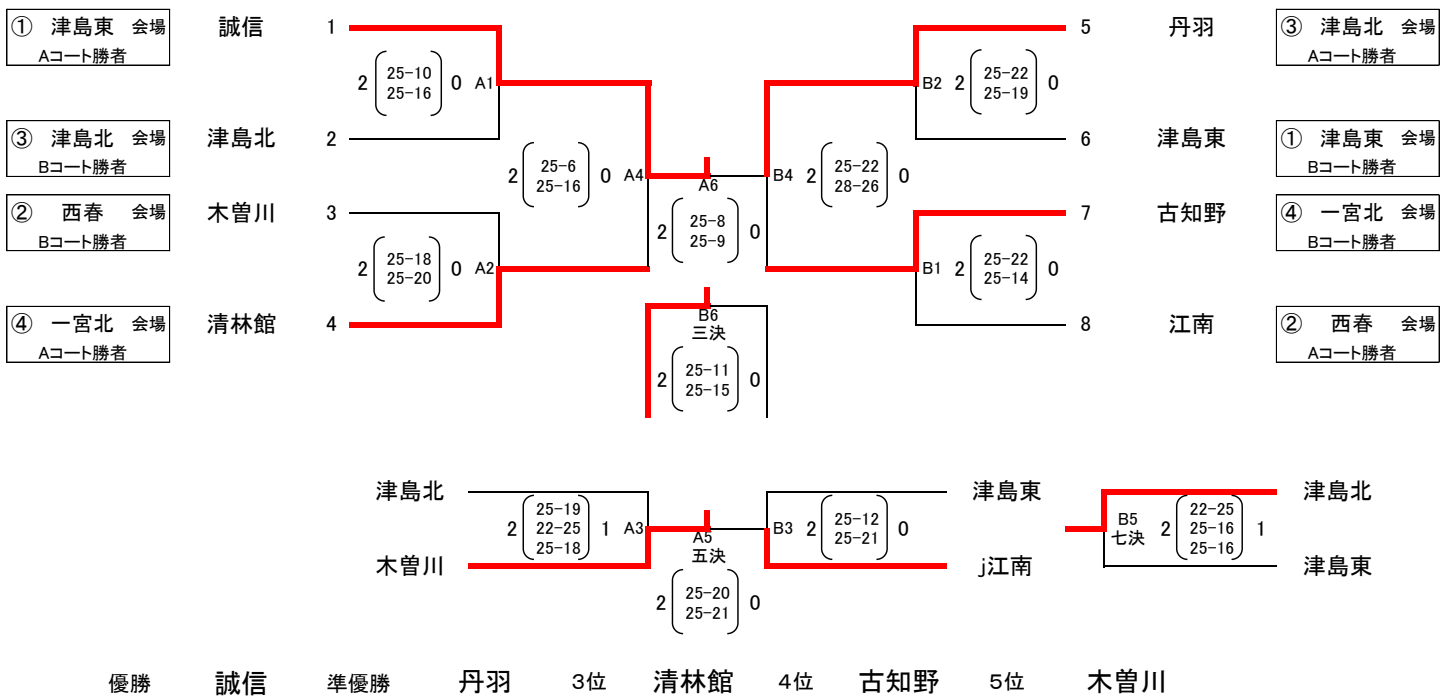 ① 津島東 会場 誠信 1 5 丹羽 ③ 津島北 会場
Aコート勝者 Aコート勝者
2 25-10 0 A1 B2 2 25-22 0
25-16 25-19
③ 津島北 会場 津島北 2 6 津島東 ① 津島東 会場
Bコート勝者 Bコート勝者
2 25-6 0 A4 A6 B4 2 25-22 0
25-16 28-26
② 西春 会場 木曽川 3 7 古知野 ④ 一宮北 会場
Bコート勝者 Bコート勝者
2 25-8 0
25-9
2 25-18 0 A2 B1 2 25-22 0
25-20 25-14
④ 一宮北 会場 清林館 4 8 江南 ② 西春 会場
Aコート勝者 Aコート勝者
B6
三決
2 25-11 0
25-15
津島北 津島東 津島北
2 25-19 1 A3 A5 B3 2 25-12 0 B5 2 22-25 1
22-25 五決 25-21 七決 25-16
25-18 25-16
木曽川 j江南 津島東
2 25-20 0
25-21
優勝 誠信 準優勝 丹羽 3位 清林館 4位 古知野 5位 木曽川